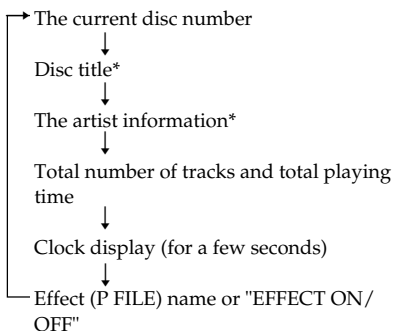 The current disc number
Disc title*
The artist information*
Total number of tracks and total playing
time
Clock display (for a few seconds)
Effect (P FILE) name or "EFFECT ON/
OFF"